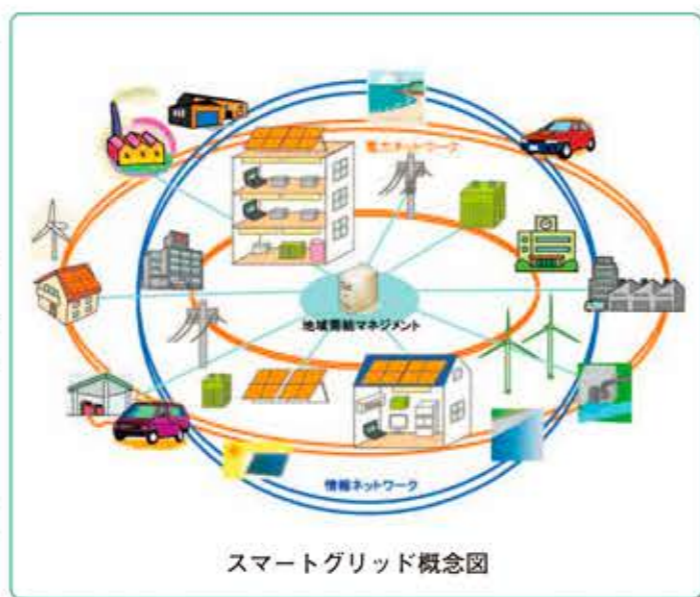 電力ネットワーク
地域需給マネジメント
情報ネットワーク
スマートグリッド概念図